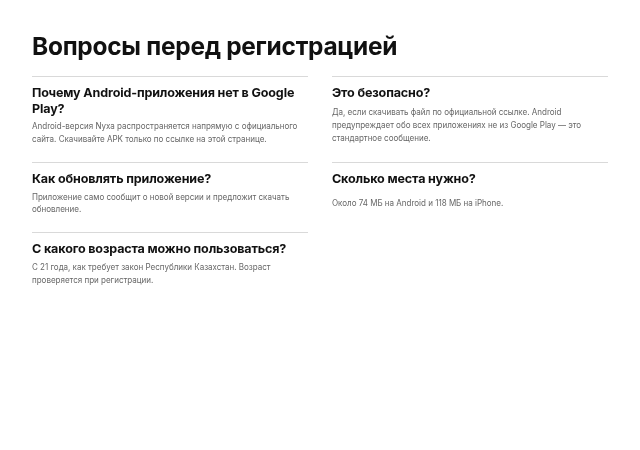 Вопросы перед регистрацией
Почему Android-приложения нет в Google
Play?
Android-версия Nyxa распространяется напрямую с официального
сайта. Скачивайте APK только по ссылке на этой странице.
Это безопасно?
Да, если скачивать файл по официальной ссылке. Android
предупреждает обо всех приложениях не из Google Play — это
стандартное сообщение.
Как обновлять приложение?
Приложение само сообщит о новой версии и предложит скачать
обновление.
Сколько места нужно?
Около 74 МБ на Android и 118 МБ на iPhone.
С какого возраста можно пользоваться?
С 21 года, как требует закон Республики Казахстан. Возраст
проверяется при регистрации.